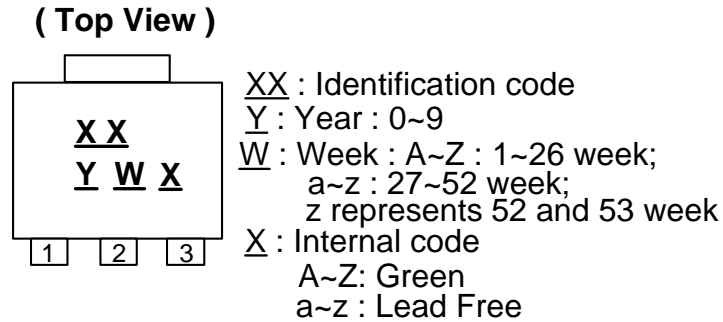 ( Top View )
X X
Y W X
1 2 3
XX : Identification code
Y : Year : 0~9
W : Week : A~Z : 1~26 week;
a~z : 27~52 week;
z represents 52 and 53 week
X : Internal code
A~Z: Green
a~z : Lead Free